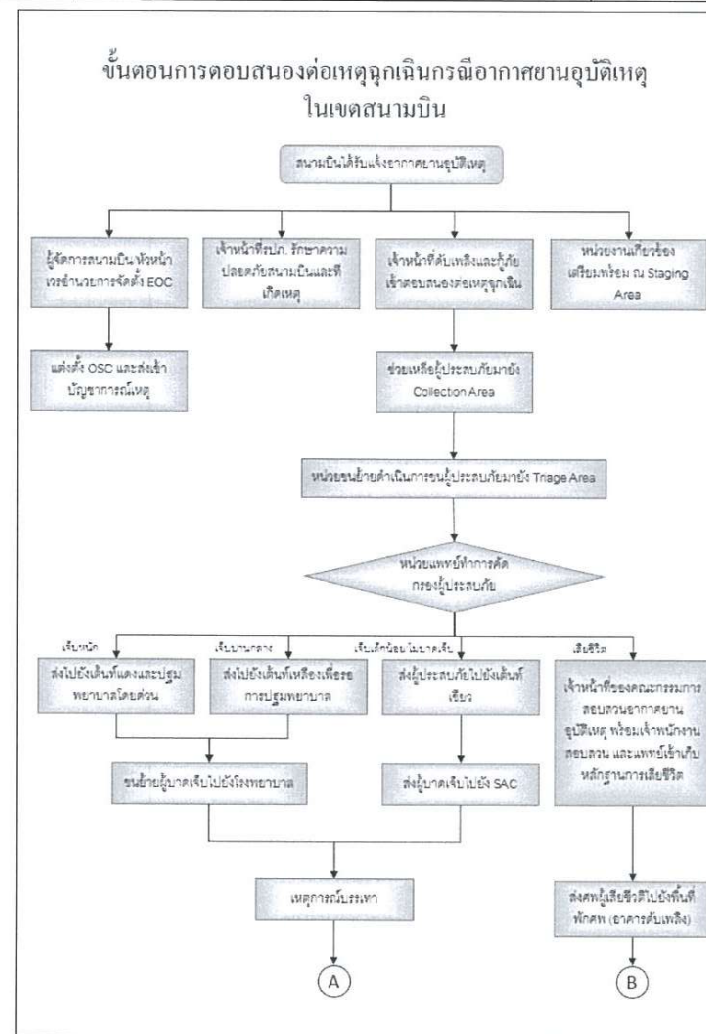 ขั้นตอนการตอบสนองต่อเหตุฉุกเฉินกรณีอากาศยานอุบัติเหตุ
ในเขตสนามบิน
สนามบินได้รับแจ้งอากาศยานอุบัติเหตุ
ผู้จัดการสนามบิน/หัวหน้า
เวรอำนวยการจัดตั้ง EOC
เจ้าหน้าที่รปภ. รักษาความ
ปลอดภัยสนามบินและที่
เกิดเหตุ
เจ้าหน้าที่ดับเพลิงและกู้ภัย
เข้าตอบสนองต่อเหตุฉุกเฉิน
หน่วยงานเกี่ยวข้อง
เตรียมพร้อม ณ Staging
Area
แต่งตั้ง OSC และส่งเข้า
บัญชาการณ์เหตุ
ช่วยเหลือผู้ประสบภัยมายัง
Collection Area
หน่วยขนย้ายดำเนินการขนผู้ประสบภัยมายัง Triage Area
หน่วยแพทย์ทำการคัด
กรองผู้ประสบภัย
เจ็บหนัก
เจ็บปานกลาง
เจ็บเล็กน้อย/ไม่บาดเจ็บ
เสียชีวิต
ส่งไปยังเต็นท์แดงและปฐม
พยาบาลโดยด่วน
ส่งไปยังเต็นท์เหลืองเพื่อรอ
การปฐมพยาบาล
ส่งผู้ประสบภัยไปยังเต็นท์
เขียว
เจ้าหน้าที่ของคณะกรรมการ
สอบสวนอากาศยาน
อุบัติเหตุ พร้อมเจ้าพนักงาน
สอบสวน และแพทย์เข้าเก็บ
หลักฐานการเสียชีวิต
ขนย้ายผู้บาดเจ็บไปยังโรงพยาบาล
ส่งผู้บาดเจ็บไปยัง SAC
เหตุการณ์บรรเทา
ส่งศพผู้เสียชีวิตไปยังพื้นที่
พักศพ (อาคารดับเพลิง)
A
B